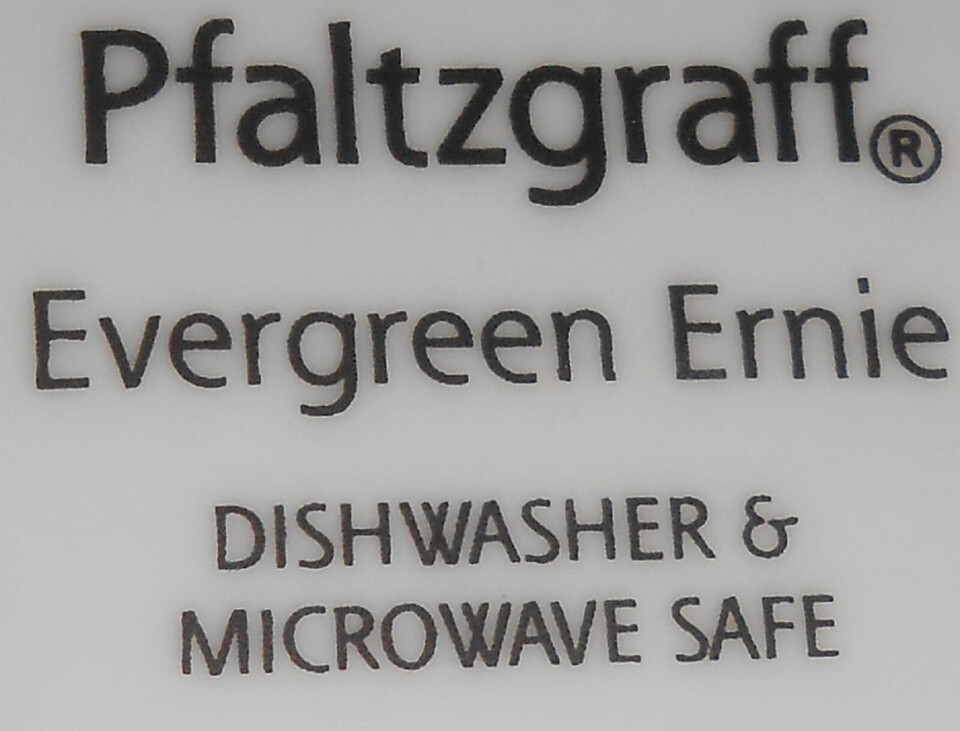 Pfaltzgraff®
Evergreen Ernie
DISHWASHER &
MICROWAVE SAFE